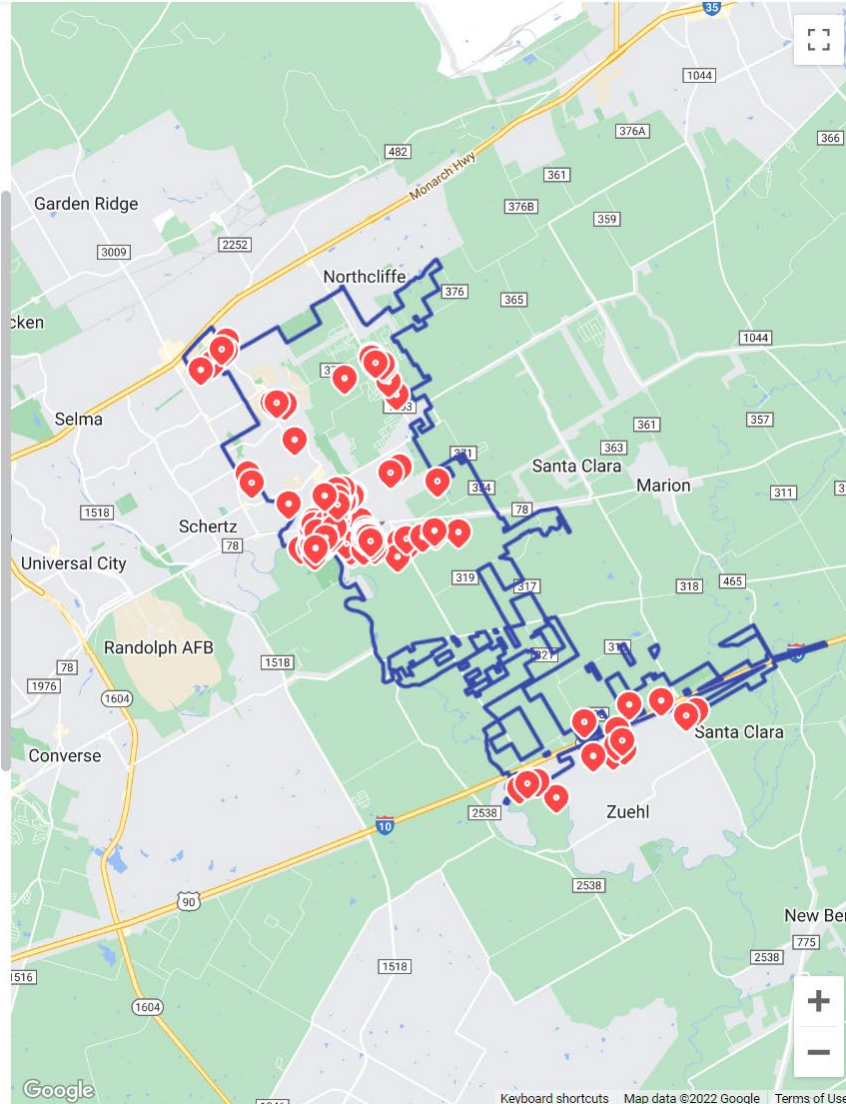 35
1044
366
376A
482
Monarch Hwy
361
376B
Garden Ridge
359
2252
3009
Northcliffe
376
365
cken
1044
Selma
357
361
371
363
Santa Clara
Marion
311
1518
78
Schertz
78
Universal City
319
317
318
465
Randolph AFB
1518
78
1976
1604
Santa Clara
Converse
2538
Zuehl
10
2538
90
New Ber
775
2538
1518
1516
1604
Google
Keyboard shortcuts
Map data ©2022 Google
Terms of Use